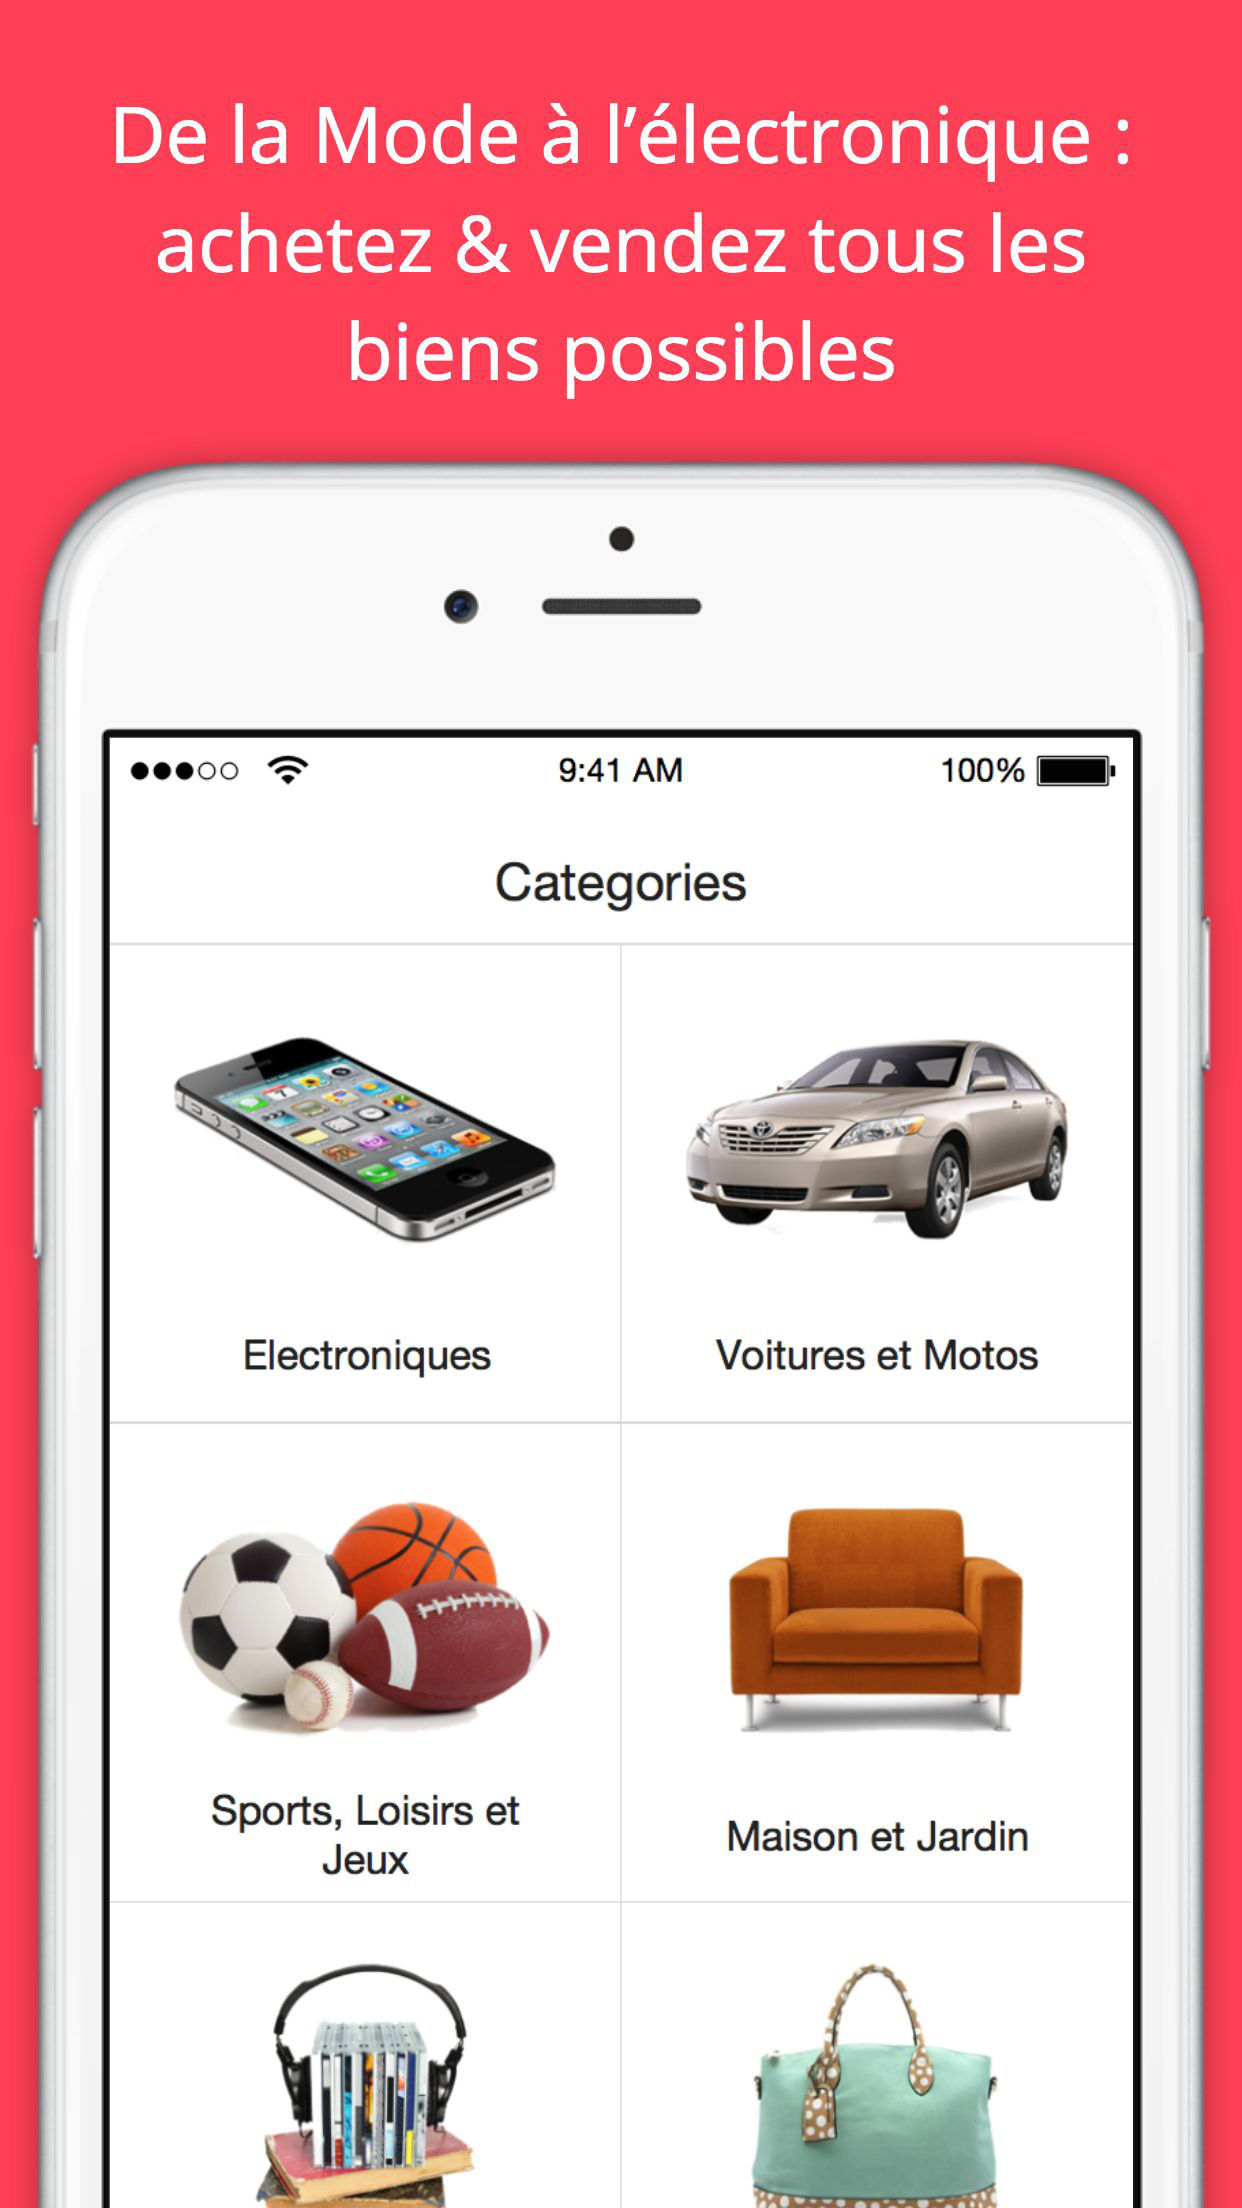 De la Mode à l’électronique :
achetez & vendez tous les
biens possibles
9:41 AM 100%
Categories
Electroniques
Voitures et Motos
Sports, Loisirs et
Jeux
Maison et Jardin